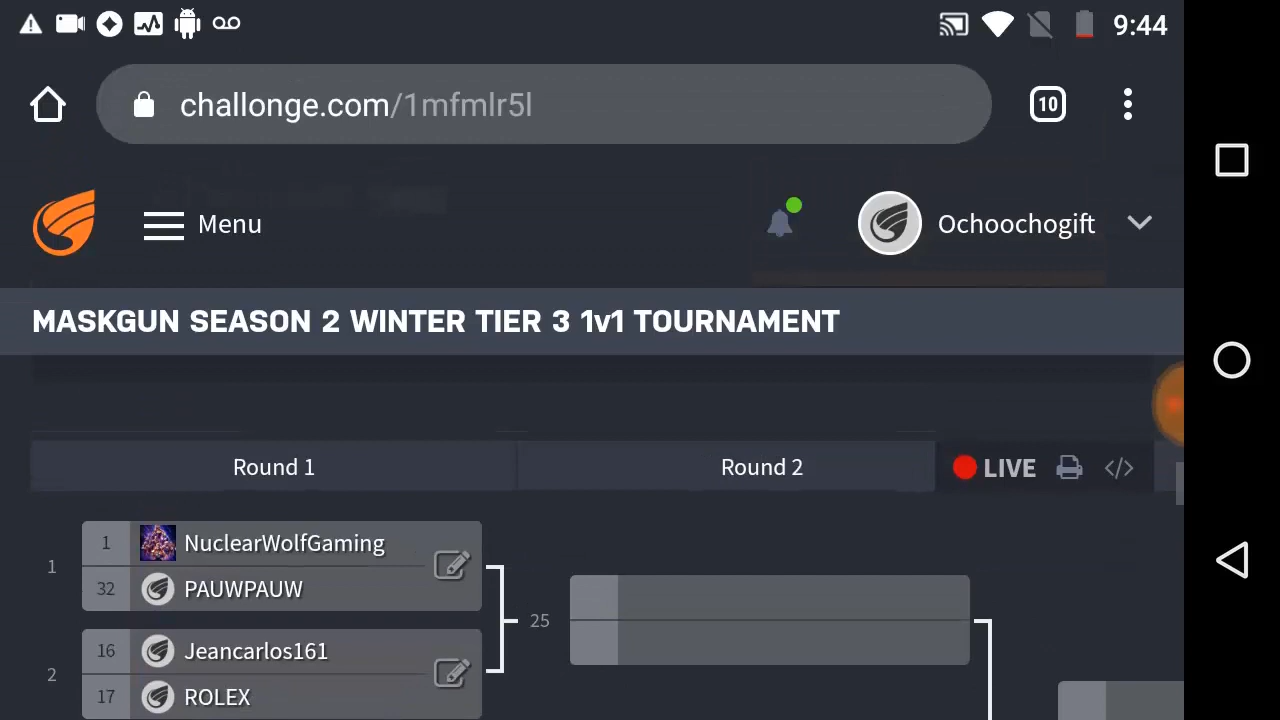 9:44
challonge.com/1mfmlr5l
10
Menu
Ochoochogift
MASKGUN SEASON 2 WINTER TIER 3 1v1 TOURNAMENT
Round 1
Round 2
LIVE
1
1 NuclearWolfGaming
32 PAUWPAUW
25
2
16 Jeancarlos161
17 ROLEX